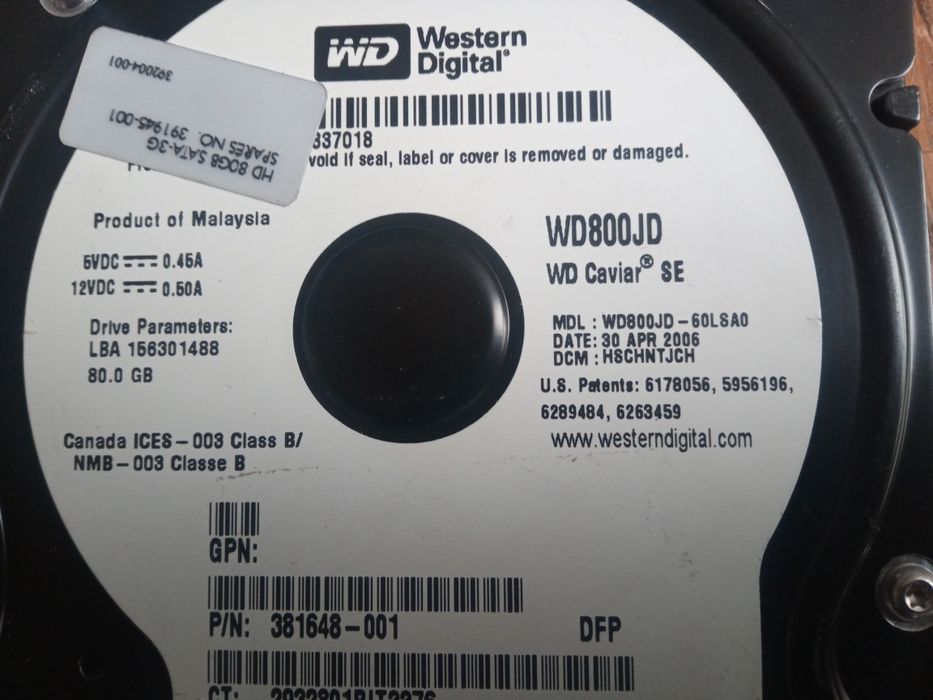 WD Western
Digital®
337018
void if seal, label or cover is removed or damaged.
HD 80GB SATA-3G
SPARES NO. 391945-001
392004-001
Product of Malaysia
5VDC 0.45A
12VDC 0.50A
Drive Parameters:
LBA 156301488
80.0 GB
Canada ICES-003 Class B/
NMB-003 Classe B
WD800JD
WD Caviar® SE
MDL : WD800JD-60LSA0
DATE: 30 APR 2006
DCM : HSCHNTJCH
U.S. Patents: 6178056, 5956196,
6289484, 6263459
www.westerndigital.com
GPN:
P/N: 381648-001 DFP
CT: